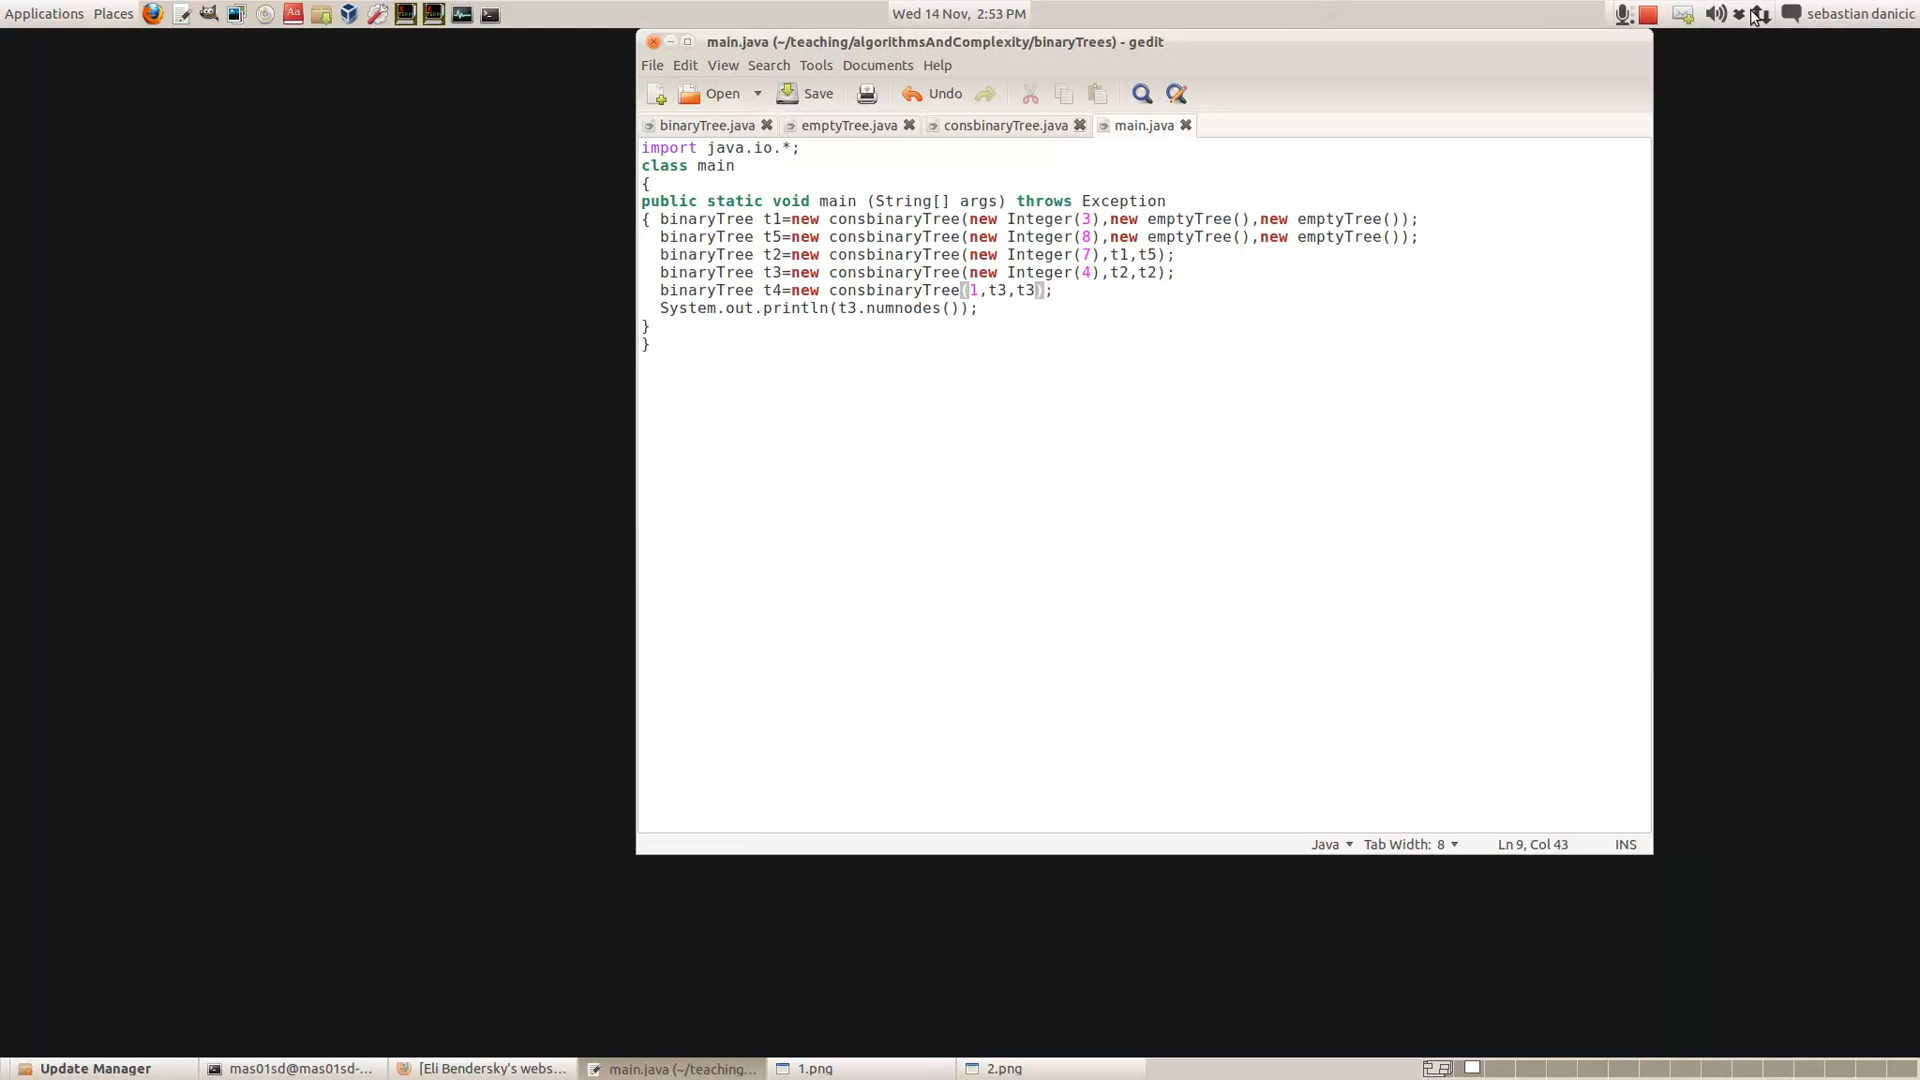 Applications Places Aa Wed 14 Nov, 2:53 PM sebastian danicic
main.java (~/teaching/algorithmsAndComplexity/binaryTrees) - gedit
File Edit View Search Tools Documents Help
Open Save Undo
binaryTree.java emptyTree.java consbinaryTree.java main.java
import java.io.*;
class main
{
public static void main (String[] args) throws Exception
{ binaryTree t1=new consbinaryTree(new Integer(3),new emptyTree(),new emptyTree());
binaryTree t5=new consbinaryTree(new Integer(8),new emptyTree(),new emptyTree());
binaryTree t2=new consbinaryTree(new Integer(7),t1,t5);
binaryTree t3=new consbinaryTree(new Integer(4),t2,t2);
binaryTree t4=new consbinaryTree(1,t3,t3);
System.out.println(t3.numnodes());
}
}
Java Tab Width: 8 Ln 9, Col 43 INS
Update Manager mas01sd@mas01sd-... [Eli Bendersky's webs... main.java (~/teaching... 1.png 2.png